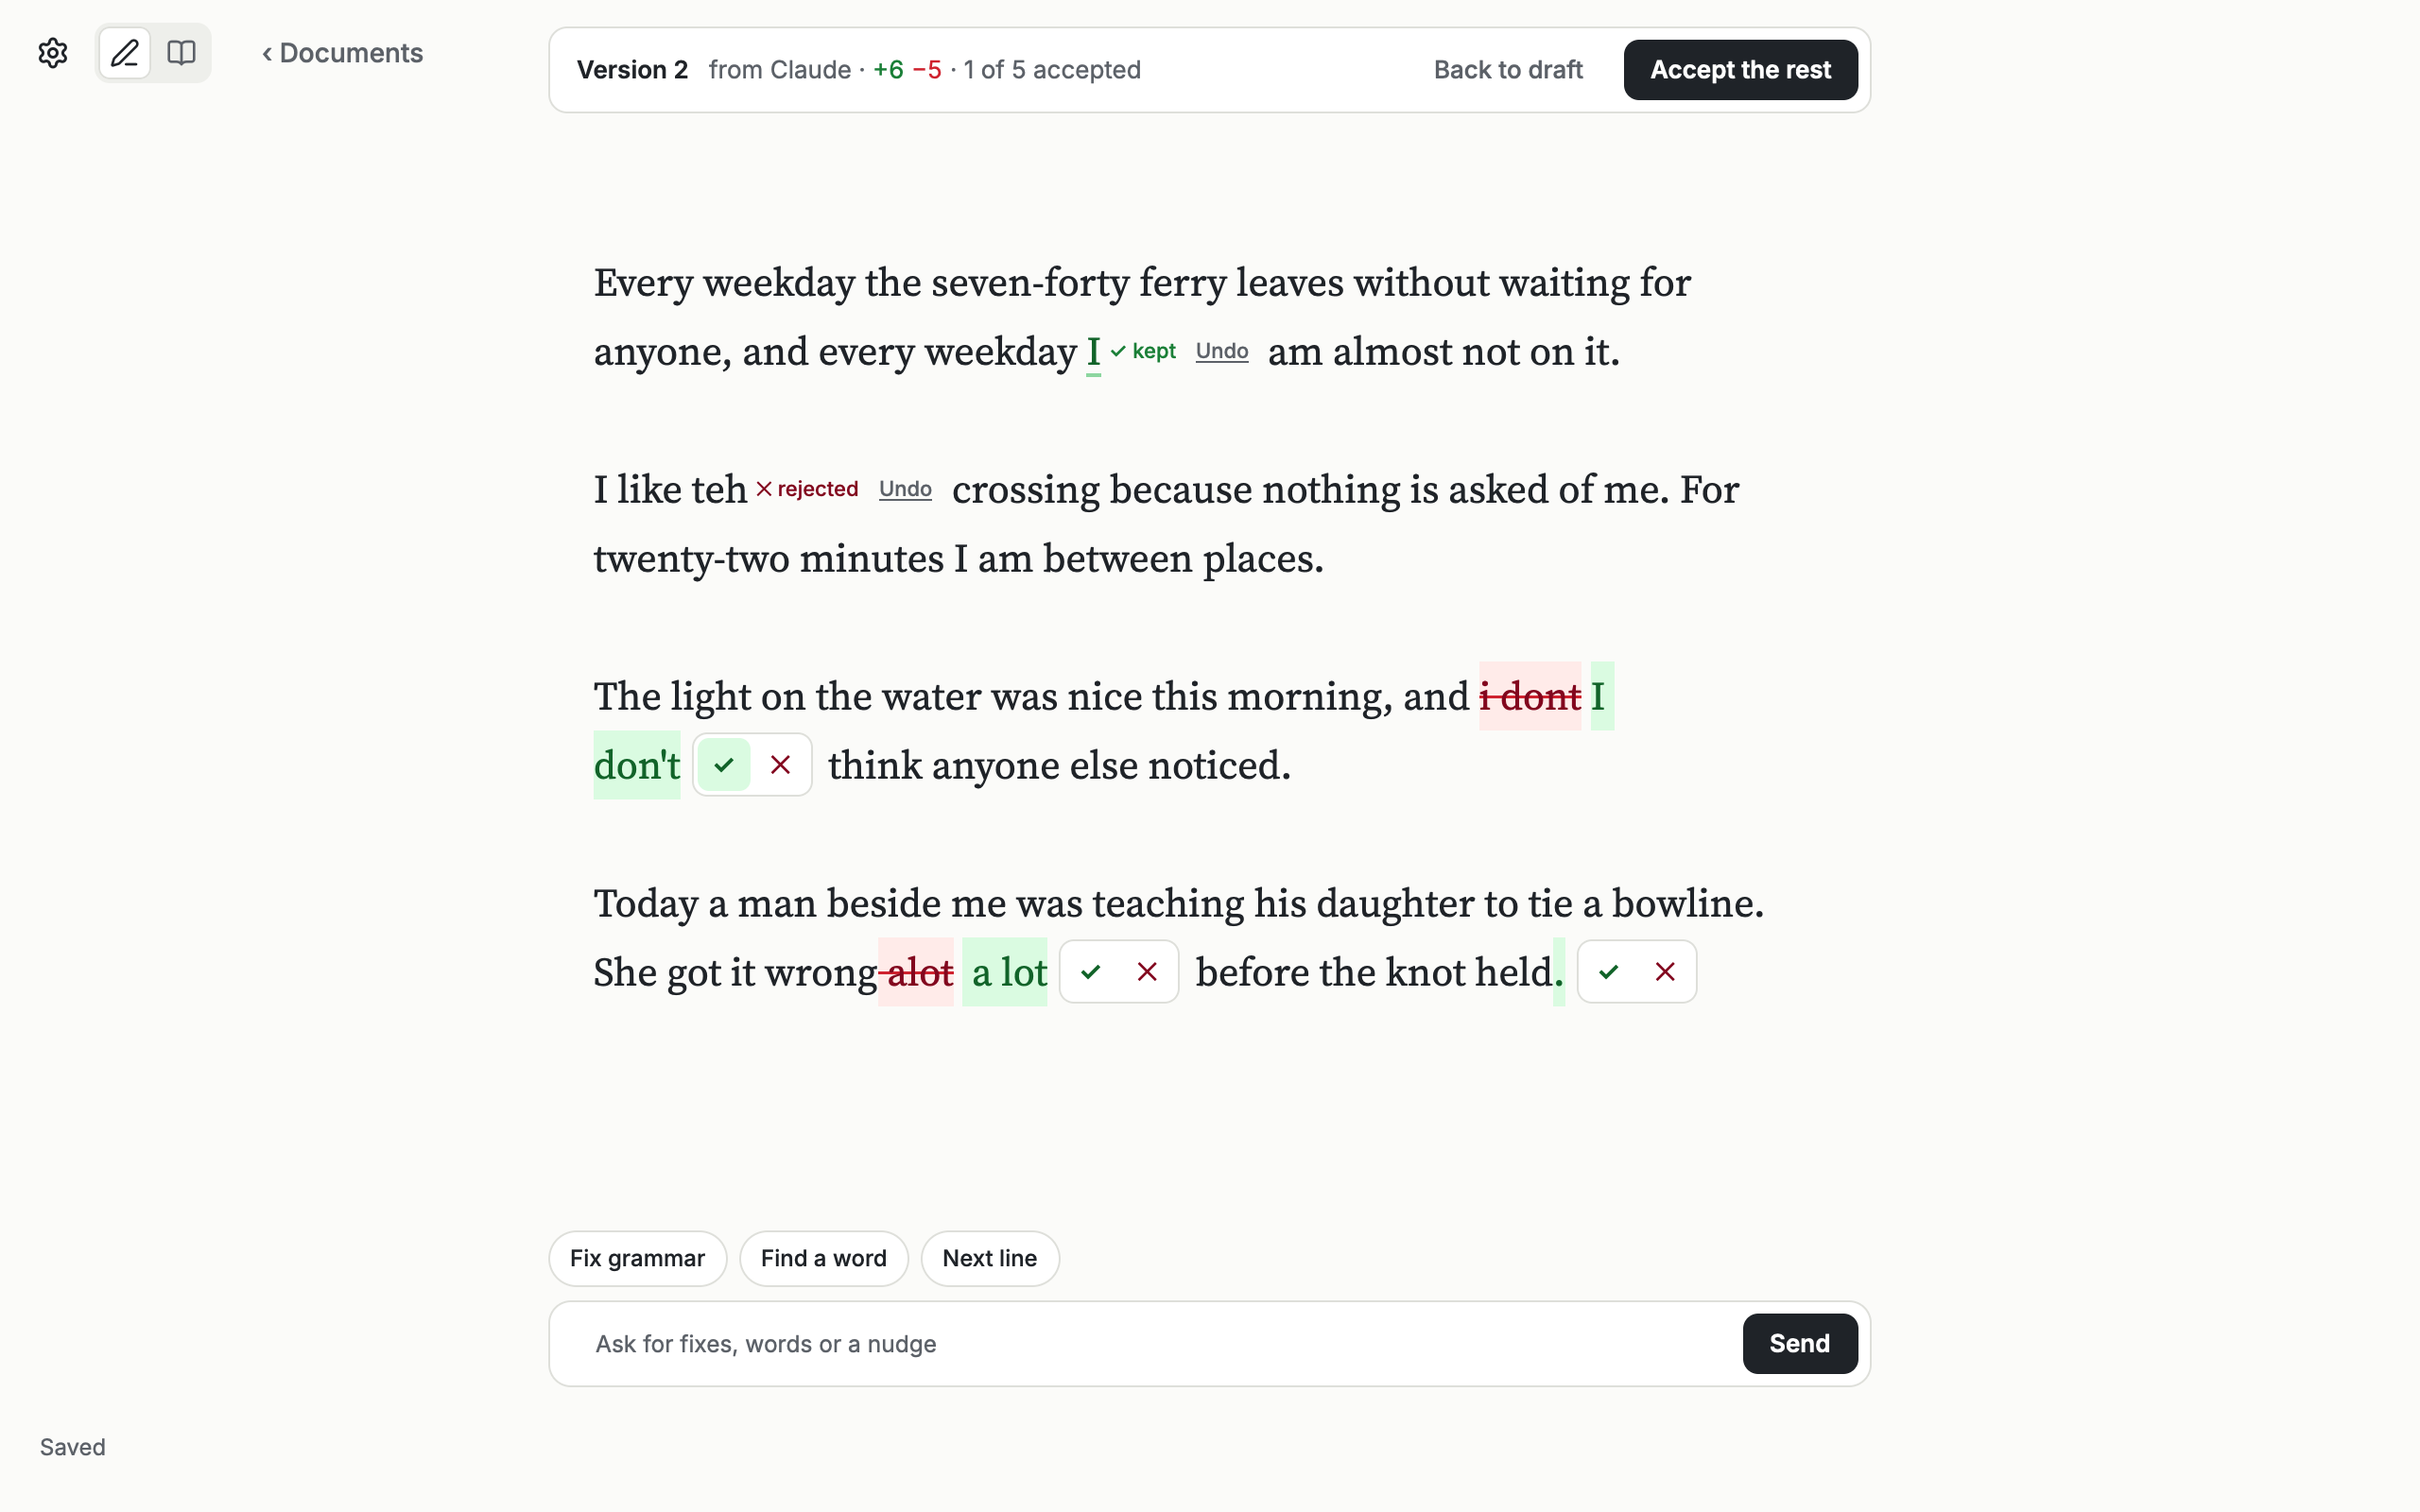 ‹ Documents
Version 2 from Claude · +6 −5 · 1 of 5 accepted
Back to draft
Accept the rest
Every weekday the seven-forty ferry leaves without waiting for
anyone, and every weekday I ✓ kept Undo am almost not on it.
I like teh × rejected Undo crossing because nothing is asked of me. For
twenty-two minutes I am between places.
The light on the water was nice this morning, and i dont I
don't ✓ × think anyone else noticed.
Today a man beside me was teaching his daughter to tie a bowline.
She got it wrong alot a lot ✓ × before the knot held. ✓ ×
Fix grammar
Find a word
Next line
Ask for fixes, words or a nudge
Send
Saved